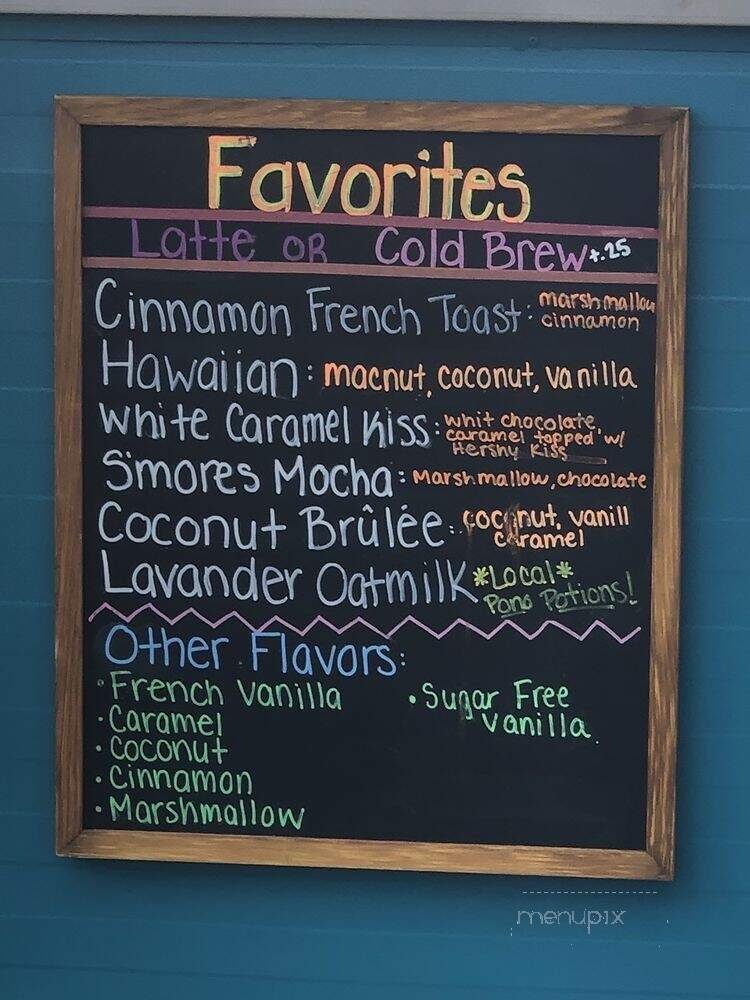 Favorites
Latte OR Cold Brew +.25
Cinnamon French Toast: marshmallow
cinnamon
Hawaiian: macnut, coconut, vanilla
White Caramel Kiss: whit chocolate,
caramel topped w/
Hershy Kiss
S'mores Mocha: Marshmallow, chocolate
Coconut Brûlée: coconut, vanill
caramel
Lavander Oatmilk *Local*
Pono Potions!
Other Flavors:
• French Vanilla
• Caramel
• Coconut
• Cinnamon
• Marshmallow
• Sugar Free
Vanilla
menupix